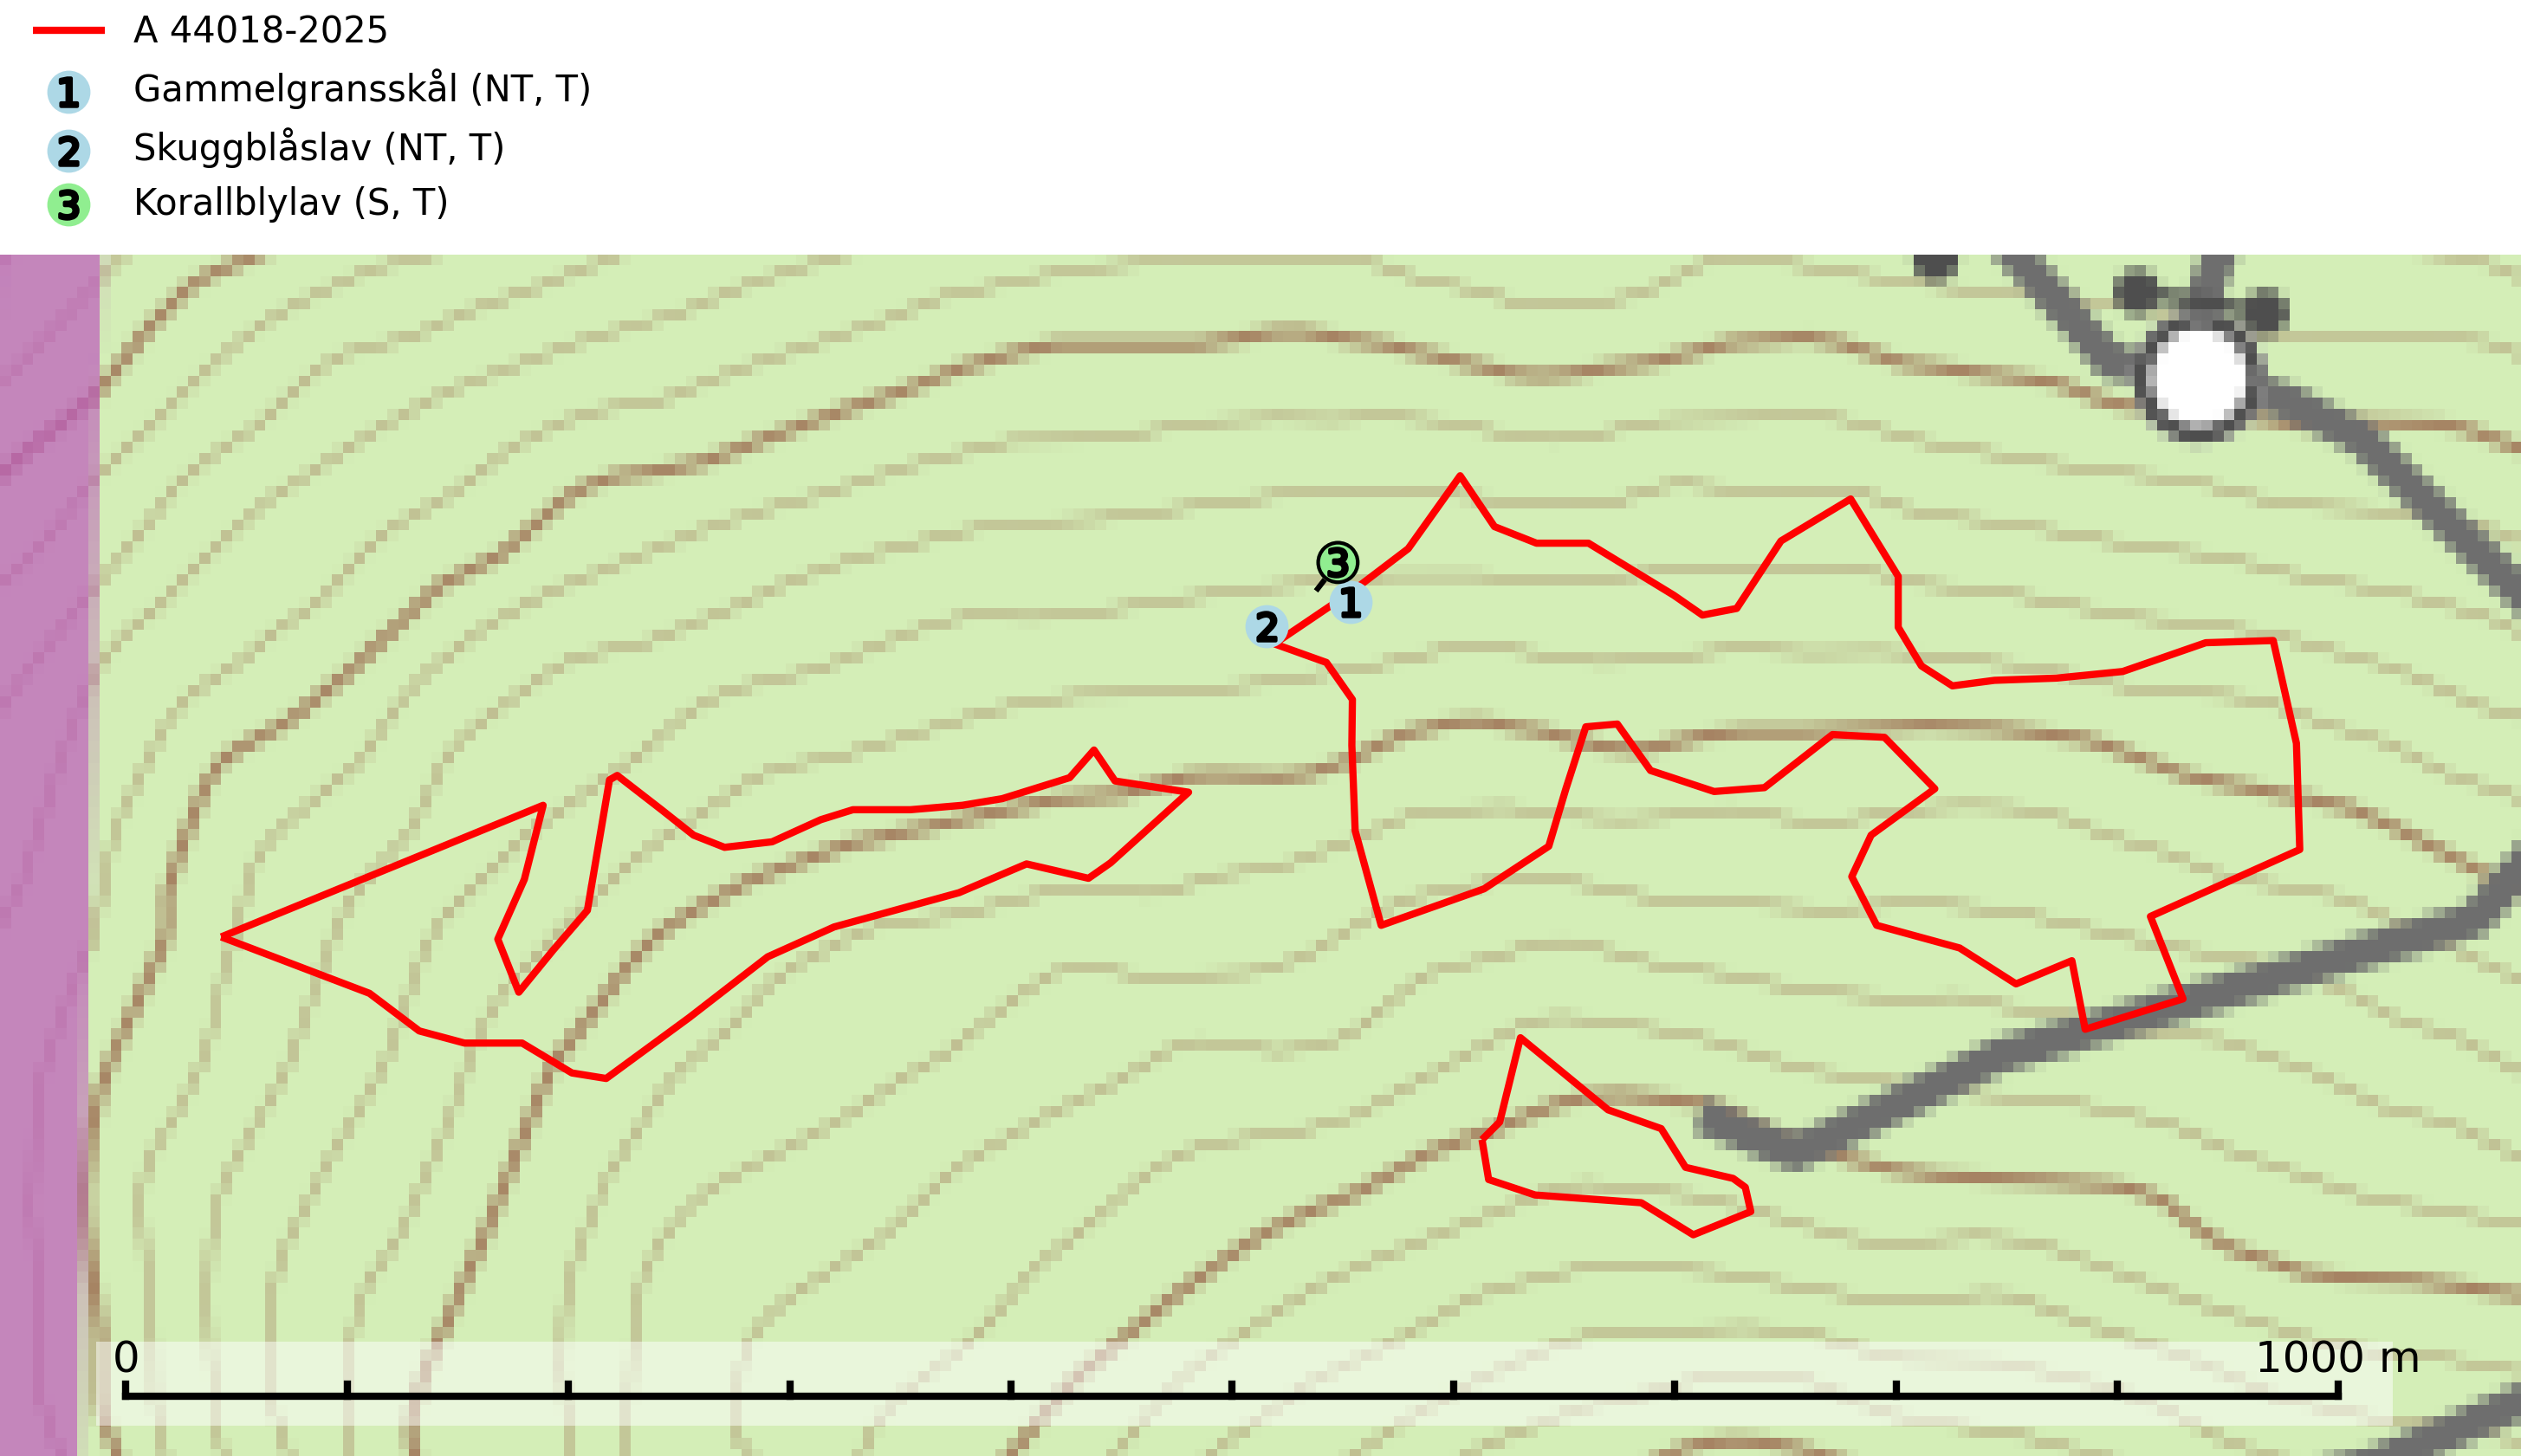 A 44018-2025
1 Gammelgransskål (NT, T)
2 Skuggblåslav (NT, T)
3 Korallblylav (S, T)
3
1
2
0 1000 m